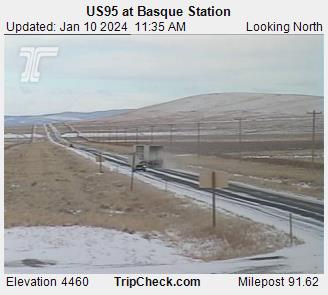 US95 at Basque Station
Updated: Jan 10 2024 11:35 AM Looking North
Elevation 4460 TripCheck.com Milepost 91.62